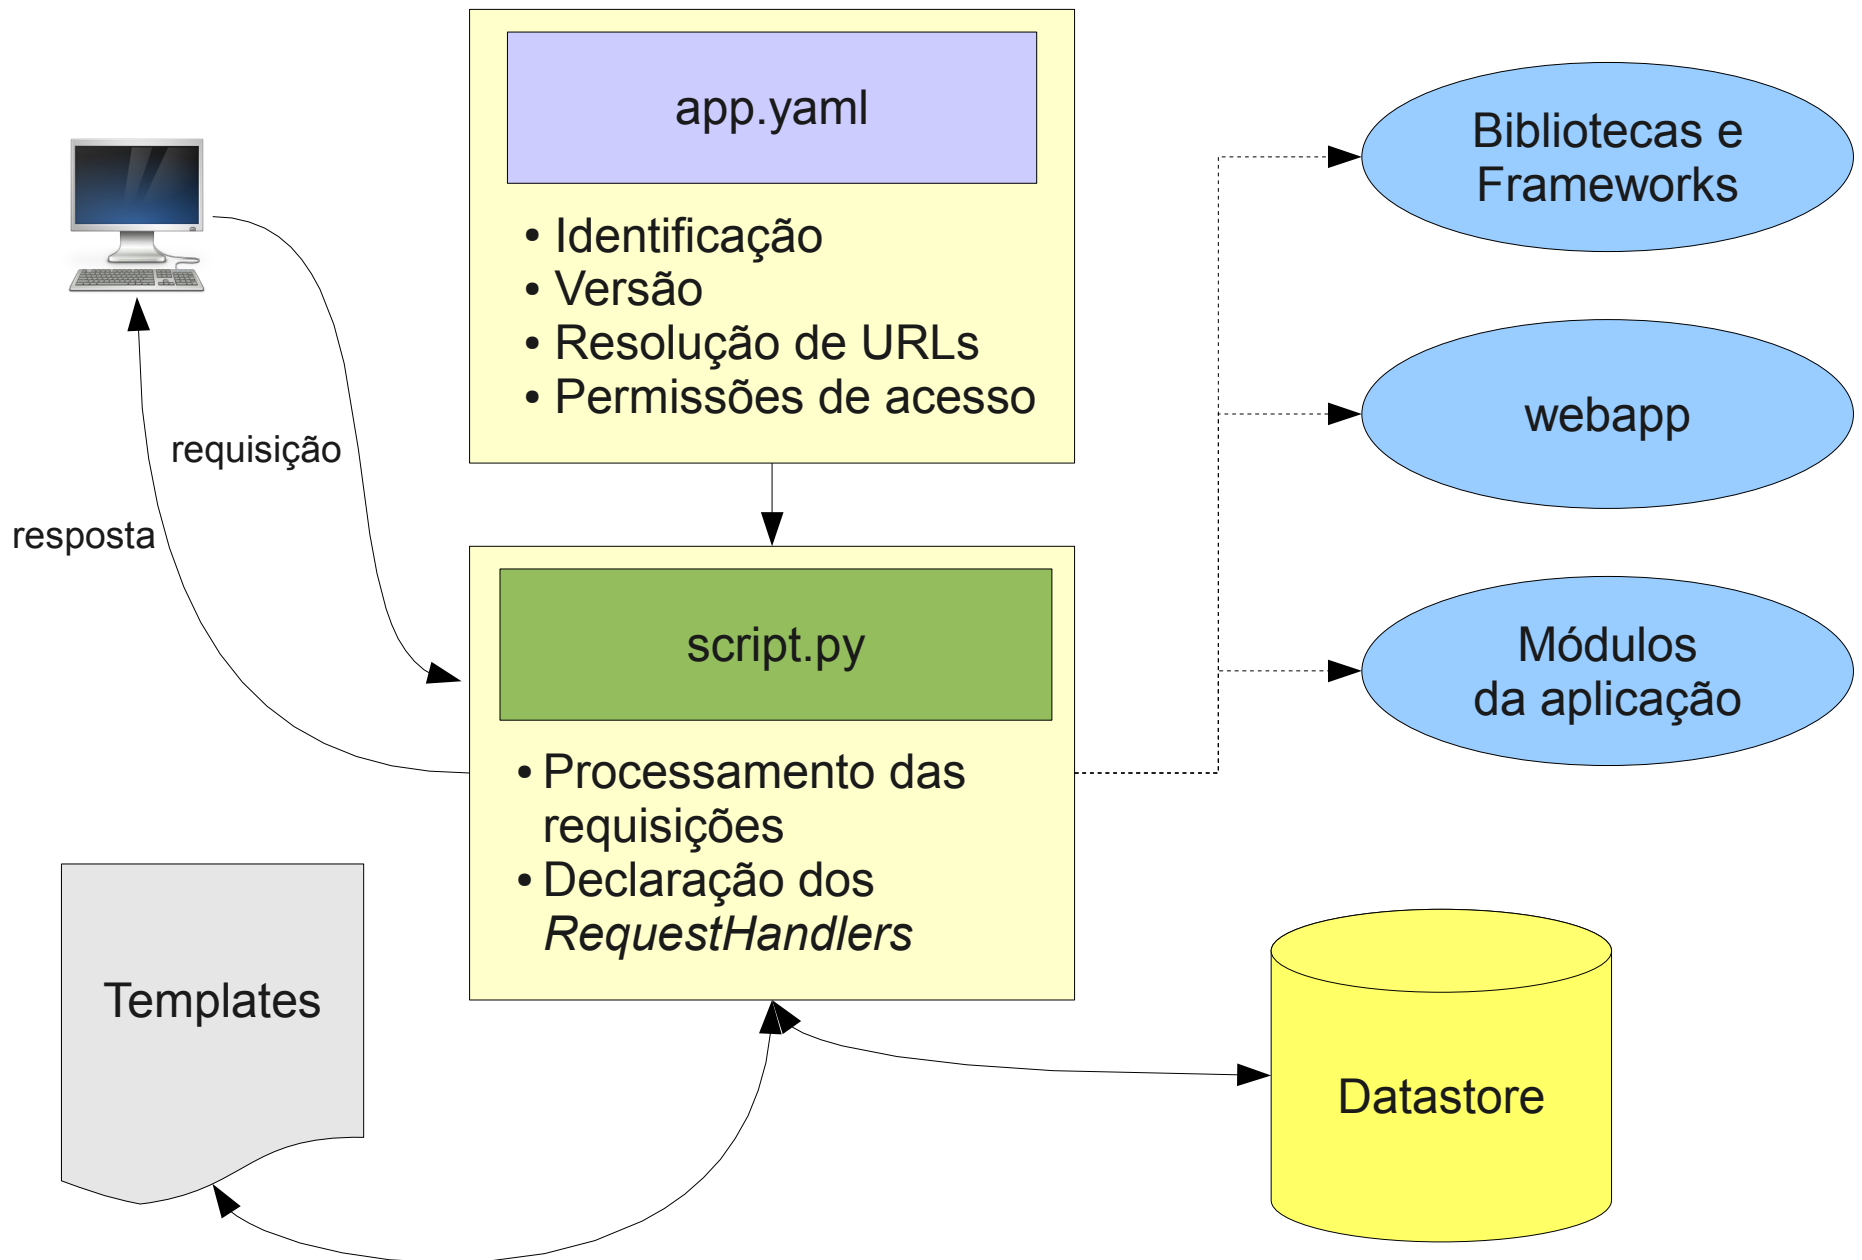 app.yaml
• Identificação
• Versão
• Resolução de URLs
• Permissões de acesso
requisição
resposta
script.py
• Processamento das
requisições
• Declaração dos
RequestHandlers
Bibliotecas e
Frameworks
webapp
Módulos
da aplicação
Templates
Datastore